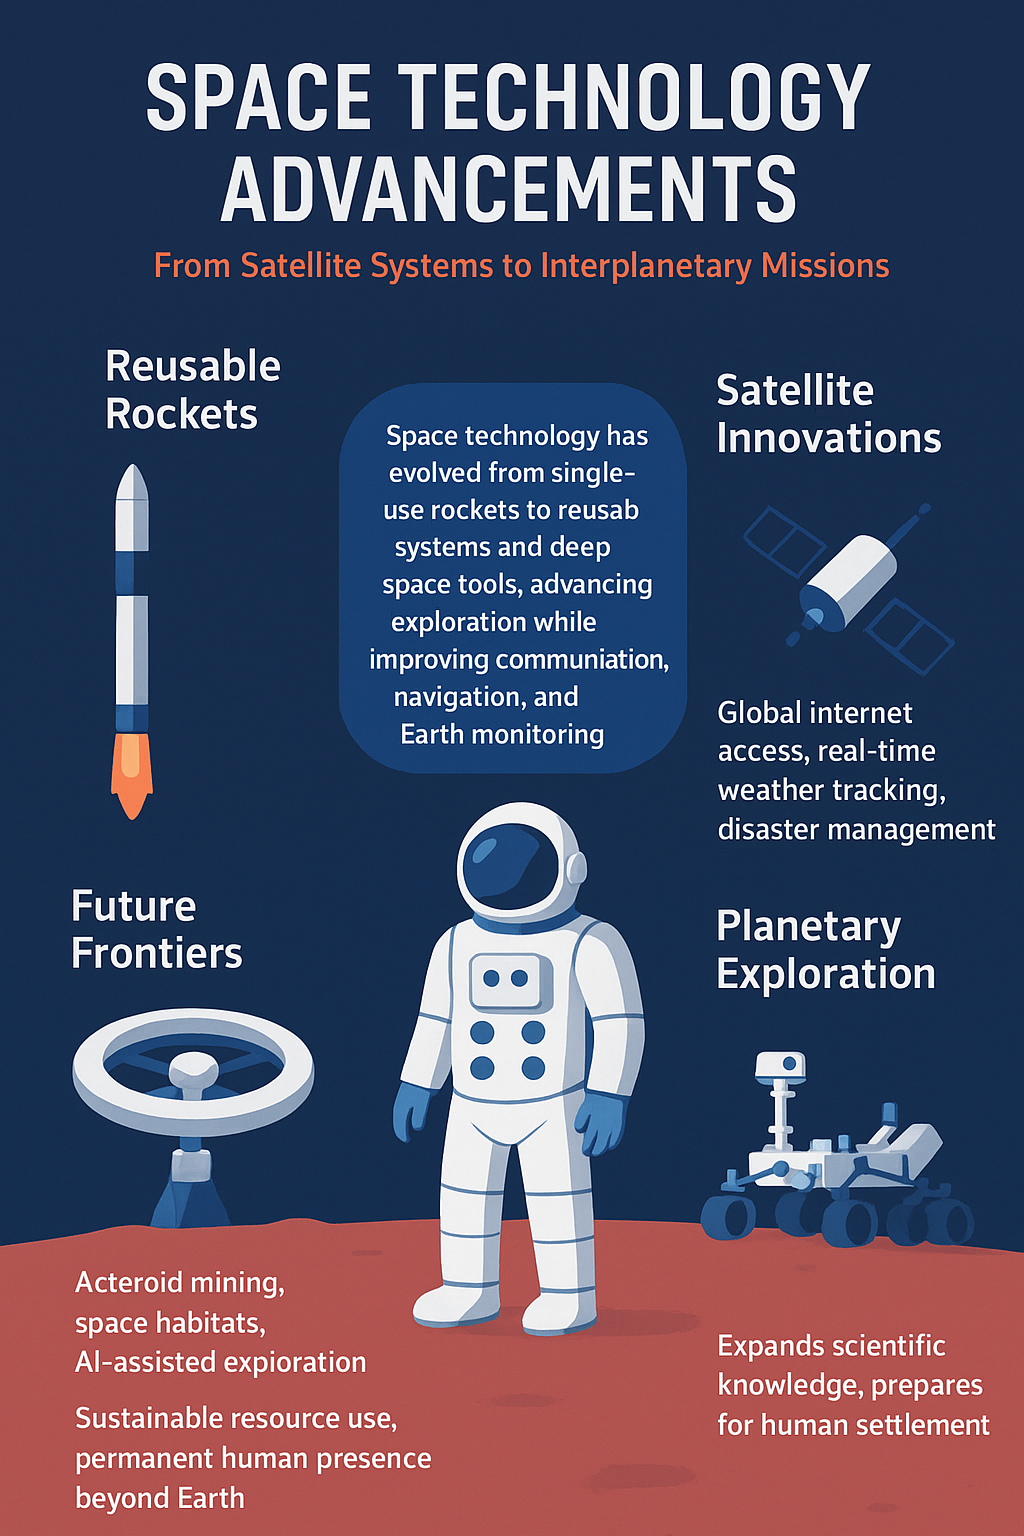 SPACE TECHNOLOGY
ADVANCEMENTS
From Satellite Systems to Interplanetary Missions
Reusable
Rockets
Space technology has
evolved from single-
use rockets to reusab
systems and deep
space tools, advancing
exploration while
improving communiation,
navigation, and
Earth monitoring
Satellite
Innovations
Global internet
access, real-time
weather tracking,
disaster management
Future
Frontiers
Acteroid mining,
space habitats,
AI-assisted expioration
Sustainable resource use,
permanent human presence
beyond Earth
Planetary
Exploration
Expands scientific
knowledge, prepares
for human settlement